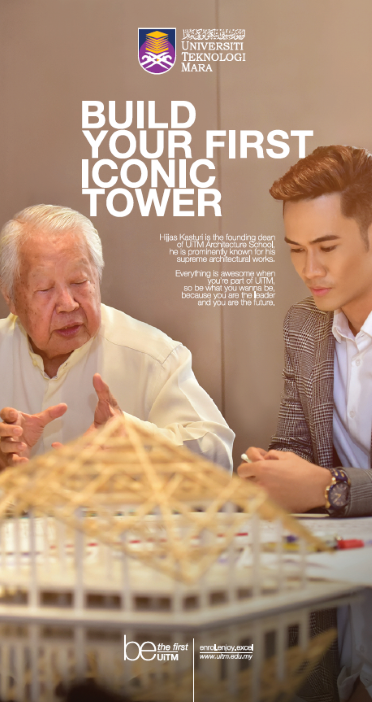 UNIVERSITI
TEKNOLOGI
MARA
BUILD
YOUR FIRST
ICONIC
TOWER
Hijjas Kasturi is the founding dean
of UiTM Architecture School,
he is prominently known for his
supreme architectural works.
Everything is awesome when
you're part of UiTM,
so be what you wanna be,
because you are the leader
and you are the future.
be the first
UiTM
enrol.enjoy.excel
www.uitm.edu.my